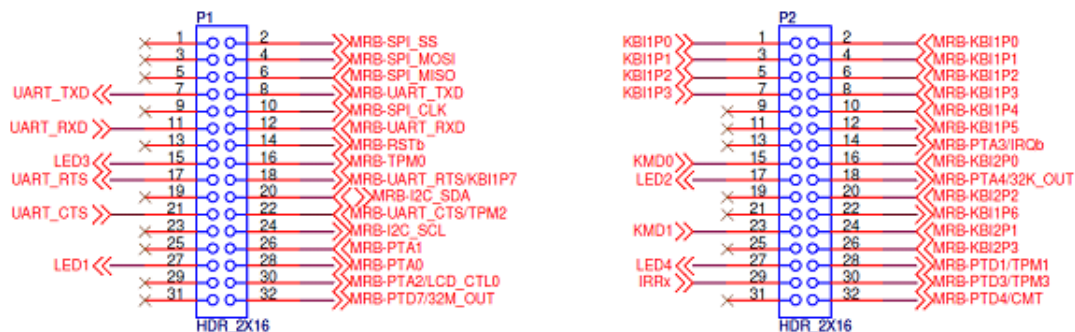 P1
1 2 MRB-SPI_SS
3 4 MRB-SPI_MOSI
5 6 MRB-SPI_MISO
UART_TXD 7 8 MRB-UART_TXD
9 10 MRB-SPI_CLK
UART_RXD 11 12 MRB-UART_RXD
13 14 MRB-RSTb
LED3 15 16 MRB-TPM0
UART_RTS 17 18 MRB-UART_RTS/KBI1P7
19 20 MRB-I2C_SDA
UART_CTS 21 22 MRB-UART_CTS/TPM2
23 24 MRB-I2C_SCL
25 26 MRB-PTA1
LED1 27 28 MRB-PTA0
29 30 MRB-PTA2/LCD_CTL0
31 32 MRB-PTD7/32M_OUT
HDR_2X16
P2
KBI1P0 1 2 MRB-KBI1P0
KBI1P1 3 4 MRB-KBI1P1
KBI1P2 5 6 MRB-KBI1P2
KBI1P3 7 8 MRB-KBI1P3
9 10 MRB-KBI1P4
11 12 MRB-KBI1P5
13 14 MRB-PTA3/IRQb
KMD0 15 16 MRB-KBI2P0
LED2 17 18 MRB-PTA4/32K_OUT
19 20 MRB-KBI2P2
21 22 MRB-KBI1P6
KMD1 23 24 MRB-KBI2P1
25 26 MRB-KBI2P3
LED4 27 28 MRB-PTD1/TPM1
IRRx 29 30 MRB-PTD3/TPM3
31 32 MRB-PTD4/CMT
HDR_2X16